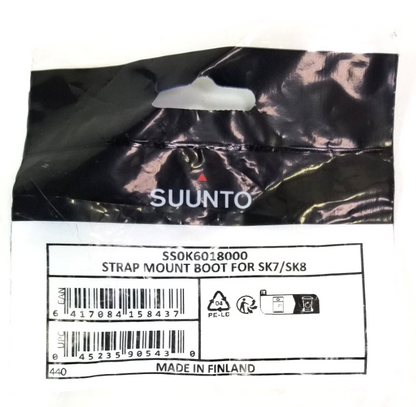 SUUNTO
SS0K6018000
STRAP MOUNT BOOT FOR SK7/SK8
EAN
6 417084 158437
04
PE-LC
UPC
0 45235 90543 0
440
MADE IN FINLAND